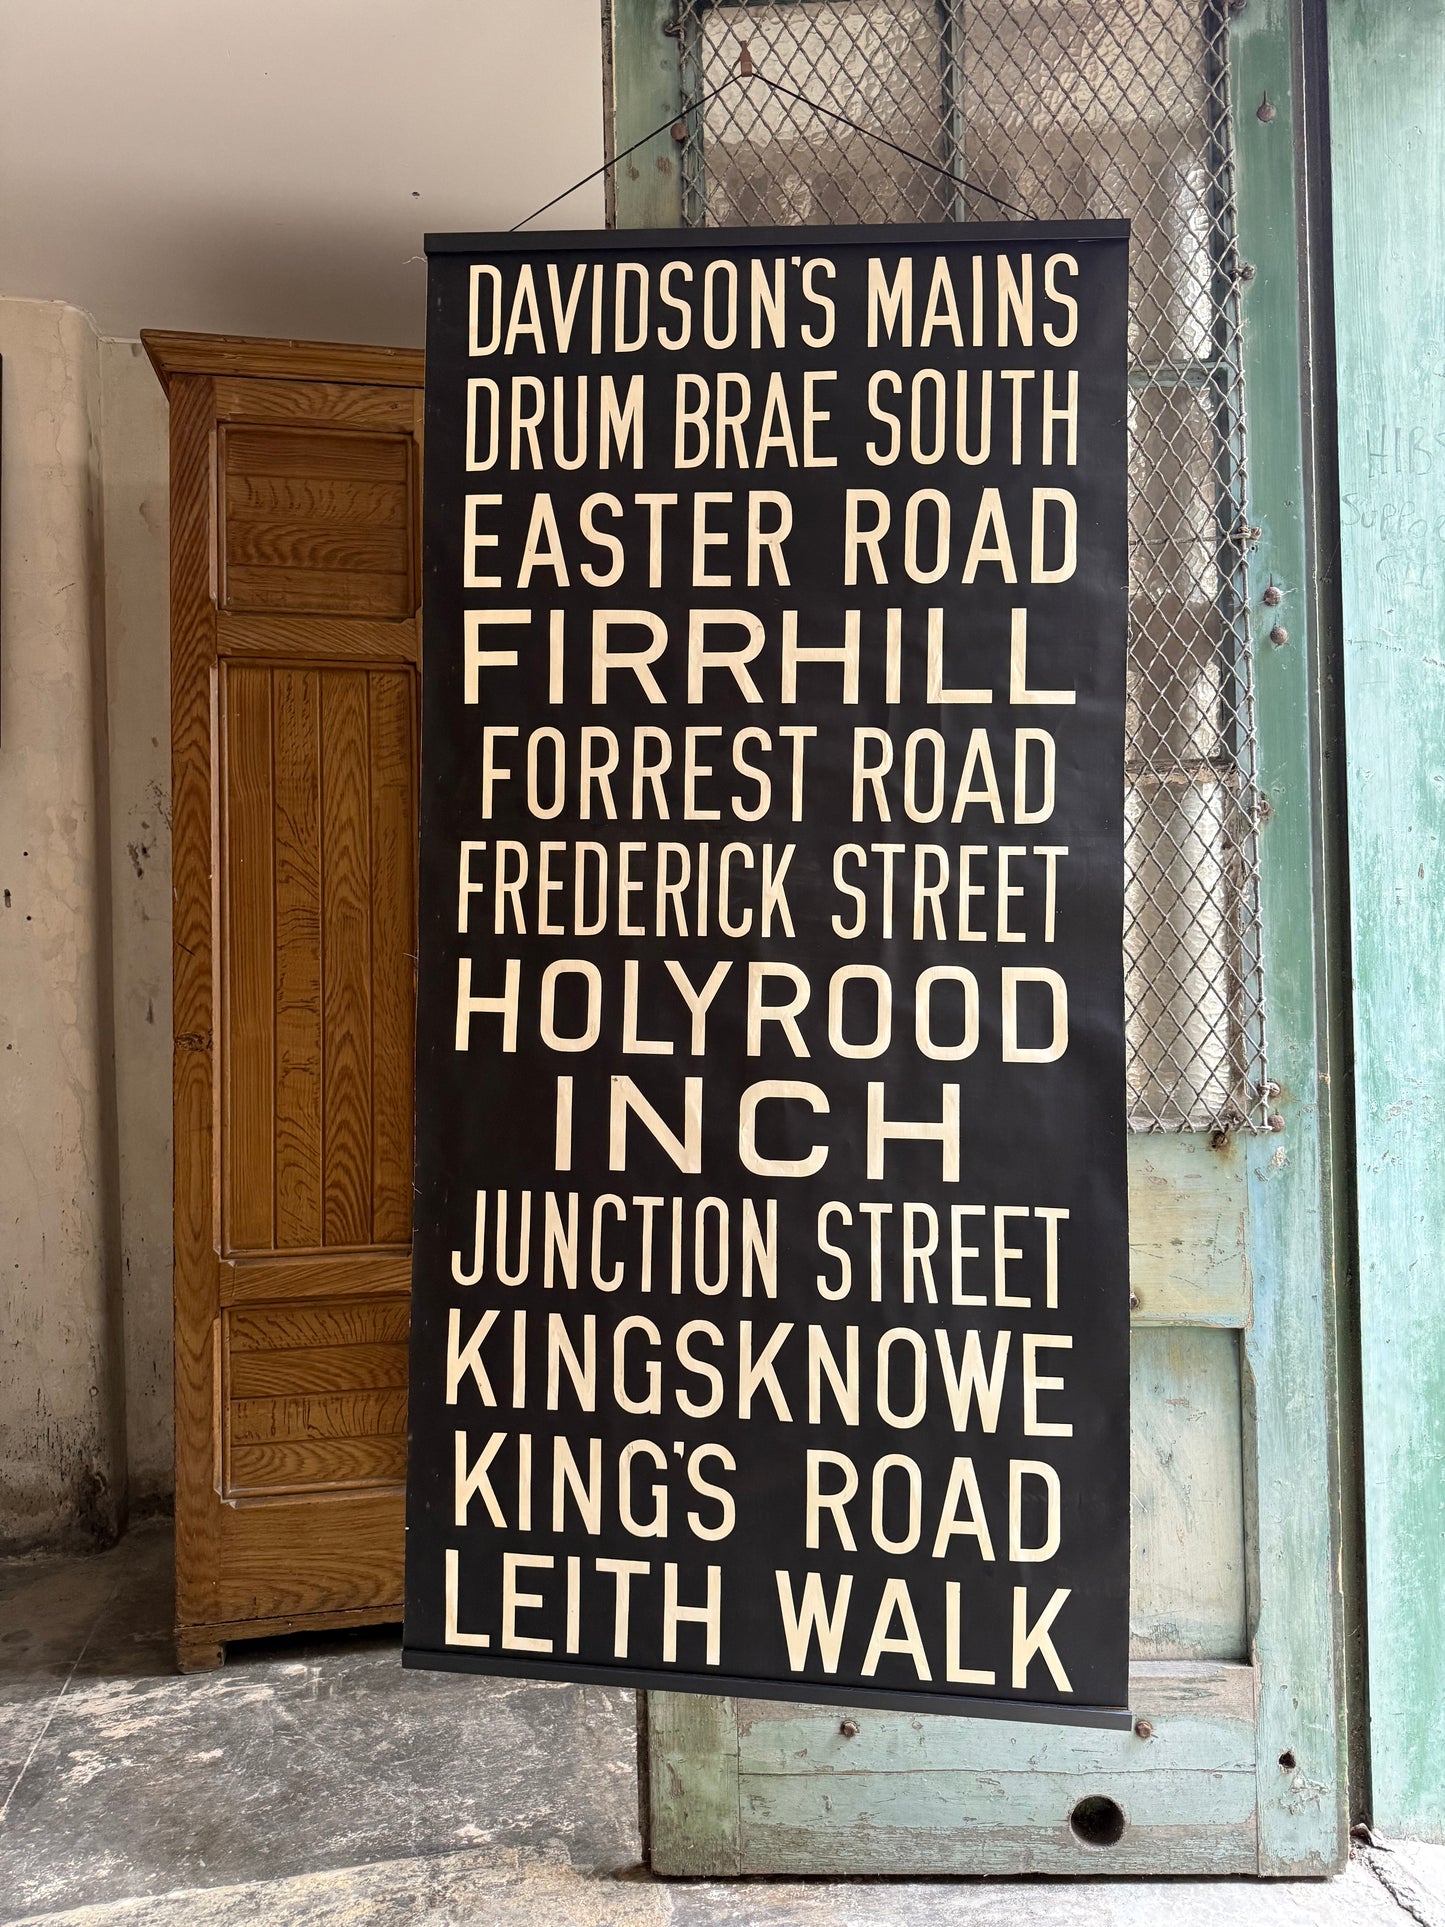 DAVIDSON'S MAINS
DRUM BRAE SOUTH
EASTER ROAD
FIRRHILL
FORREST ROAD
FREDERICK STREET
HOLYROOD
INCH
JUNCTION STREET
KINGSKNOWE
KING'S ROAD
LEITH WALK